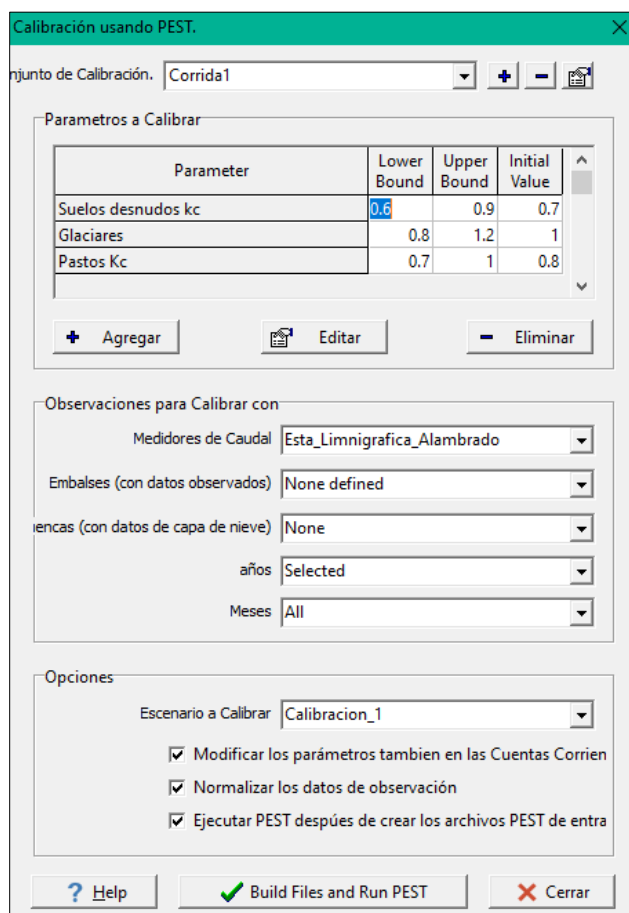 Calibración usando PEST.
njunto de Calibración. Corrida1
Parametros a Calibrar
Parameter Lower Bound Upper Bound Initial Value
Suelos desnudos kc 0.6 0.9 0.7
Glaciares 0.8 1.2 1
Pastos Kc 0.7 1 0.8
Agregar Editar Eliminar
Observaciones para Calibrar con
Medidores de Caudal Esta_Limnigrafica_Alambrado
Embalses (con datos observados) None defined
iencas (con datos de capa de nieve) None
años Selected
Meses All
Opciones
Escenario a Calibrar Calibracion_1
Modificar los parámetros tambien en las Cuentas Corrien
Normalizar los datos de observación
Ejecutar PEST despúes de crear los archivos PEST de entra
? Help Build Files and Run PEST Cerrar